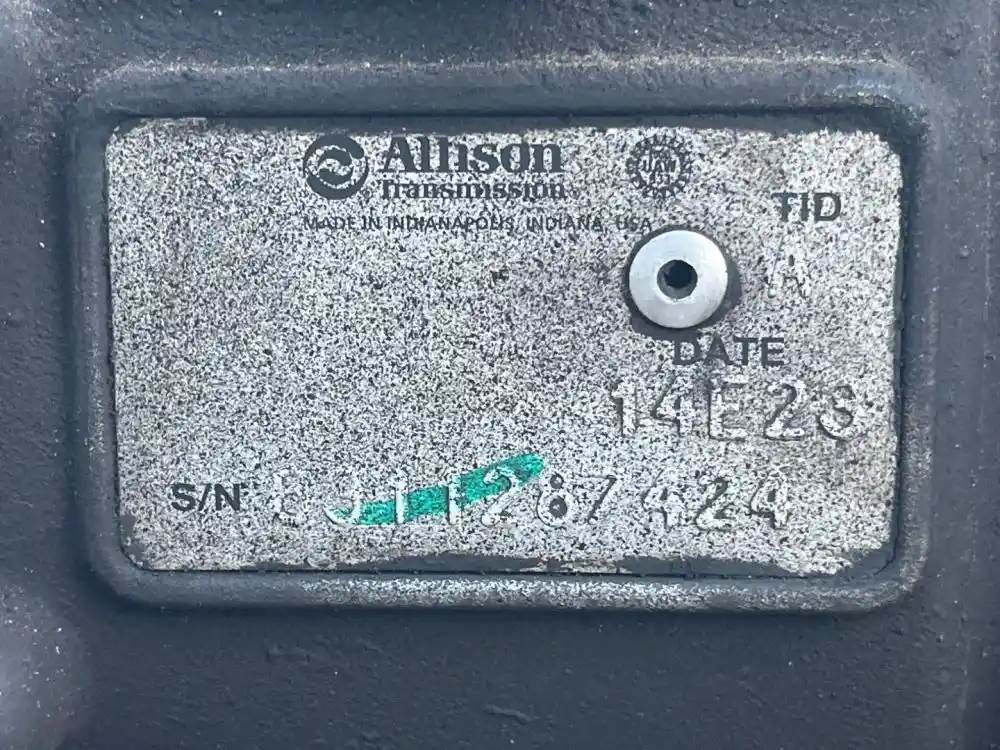 Allison
Transmission
MADE IN INDIANAPOLIS, INDIANA, USA
TID
A
DATE
14E23
S/N